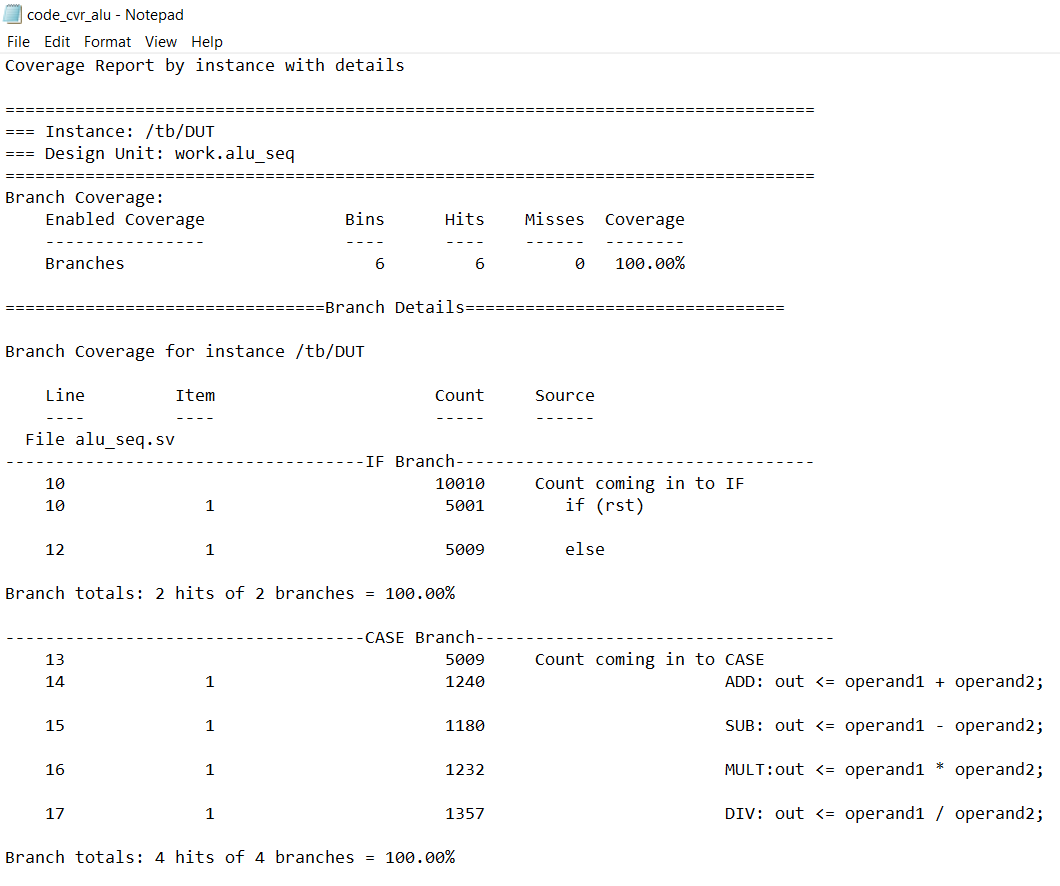 code_cvr_alu - Notepad
File Edit Format View Help
Coverage Report by instance with details
=================================================================================
=== Instance: /tb/DUT
=== Design Unit: work.alu_seq
=================================================================================
Branch Coverage:
    Enabled Coverage              Bins      Hits    Misses  Coverage
    ----------------              ----      ----    ------  --------
    Branches                         6         6         0   100.00%
================================Branch Details================================
Branch Coverage for instance /tb/DUT
    Line         Item                      Count     Source
    ----         ----                      -----     ------
  File alu_seq.sv
------------------------------------IF Branch------------------------------------
    10                                     10010     Count coming in to IF
    10              1                       5001        if (rst)
    12              1                       5009        else
Branch totals: 2 hits of 2 branches = 100.00%
------------------------------------CASE Branch------------------------------------
    13                                      5009     Count coming in to CASE
    14              1                       1240                        ADD: out <= operand1 + operand2;
    15              1                       1180                        SUB: out <= operand1 - operand2;
    16              1                       1232                        MULT:out <= operand1 * operand2;
    17              1                       1357                        DIV: out <= operand1 / operand2;
Branch totals: 4 hits of 4 branches = 100.00%